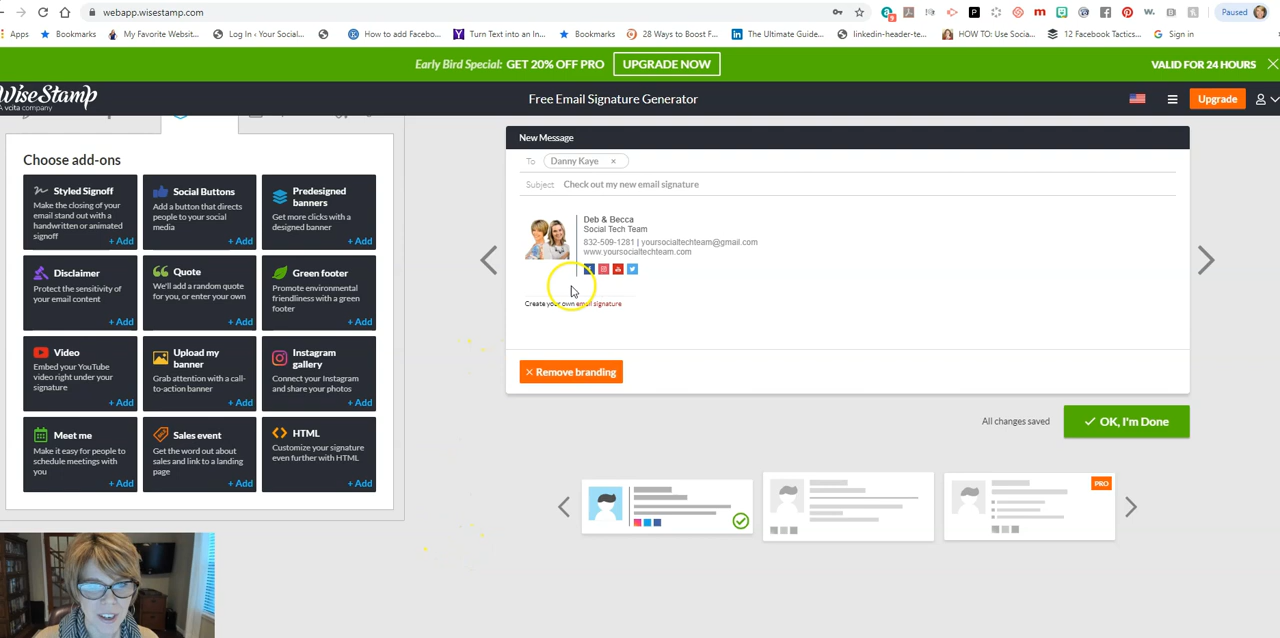 webapp.wisestamp.com
Paused
Apps
Bookmarks
My Favorite Websit...
Log In ‹ Your Social...
How to add Facebo...
Turn Text into an In...
Bookmarks
28 Ways to Boost F...
The Ultimate Guide...
linkedin-header-te...
HOW TO: Use Socia...
12 Facebook Tactics...
Sign in
Early Bird Special: GET 20% OFF PRO
UPGRADE NOW
VALID FOR 24 HOURS
WiseStamp
A vcita company
Free Email Signature Generator
Upgrade
Choose add-ons
Styled Signoff
Make the closing of your
email stand out with a
handwritten or animated
signoff
+ Add
Social Buttons
Add a button that directs
people to your social
media
+ Add
Predesigned
banners
Get more clicks with a
designed banner
+ Add
Disclaimer
Protect the sensitivity of
your email content
+ Add
Quote
We'll add a random quote
for you, or enter your own
+ Add
Green footer
Promote environmental
friendliness with a green
footer
+ Add
Video
Embed your YouTube
video right under your
signature
+ Add
Upload my
banner
Grab attention with a call-
to-action banner
+ Add
Instagram
gallery
Connect your Instagram
and share your photos
+ Add
Meet me
Make it easy for people to
schedule meetings with
you
+ Add
Sales event
Get the word out about
sales and link to a landing
page
+ Add
HTML
Customize your signature
even further with HTML
+ Add
New Message
To Danny Kaye ×
Subject Check out my new email signature
Deb & Becca
Social Tech Team
832-509-1281 | yoursocialtechteam@gmail.com
www.yoursocialtechteam.com
Create your own email signature
× Remove branding
All changes saved
OK, I'm Done
PRO